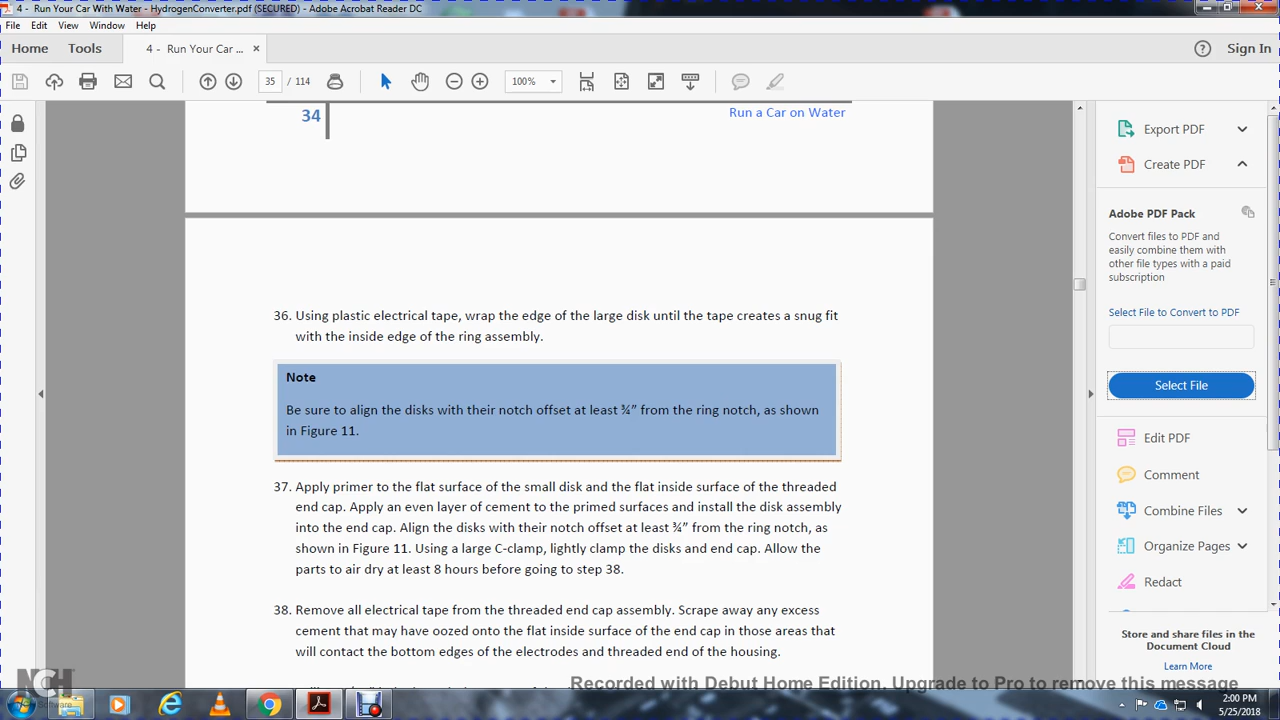 4 - Run Your Car With Water - HydrogenConverter.pdf (SECURED) - Adobe Acrobat Reader DC
File Edit View Window Help
Home Tools 4 - Run Your Car ... × Sign In
35 / 114 100%
34 Run a Car on Water
36. Using plastic electrical tape, wrap the edge of the large disk until the tape creates a snug fit
with the inside edge of the ring assembly.
Note
Be sure to align the disks with their notch offset at least ¾” from the ring notch, as shown
in Figure 11.
37. Apply primer to the flat surface of the small disk and the flat inside surface of the threaded
end cap. Apply an even layer of cement to the primed surfaces and install the disk assembly
into the end cap. Align the disks with their notch offset at least ¾” from the ring notch, as
shown in Figure 11. Using a large C-clamp, lightly clamp the disks and end cap. Allow the
parts to air dry at least 8 hours before going to step 38.
38. Remove all electrical tape from the threaded end cap assembly. Scrape away any excess
cement that may have oozed onto the flat inside surface of the end cap in those areas that
will contact the bottom edges of the electrodes and threaded end of the housing.
Export PDF
Create PDF
Adobe PDF Pack
Convert files to PDF and
easily combine them with
other file types with a paid
subscription
Select File to Convert to PDF
Select File
Edit PDF
Comment
Combine Files
Organize Pages
Redact
Store and share files in the
Document Cloud
Learn More
NCH
Software
Recorded with Debut Home Edition. Upgrade to Pro to remove this message
2:00 PM
5/25/2018